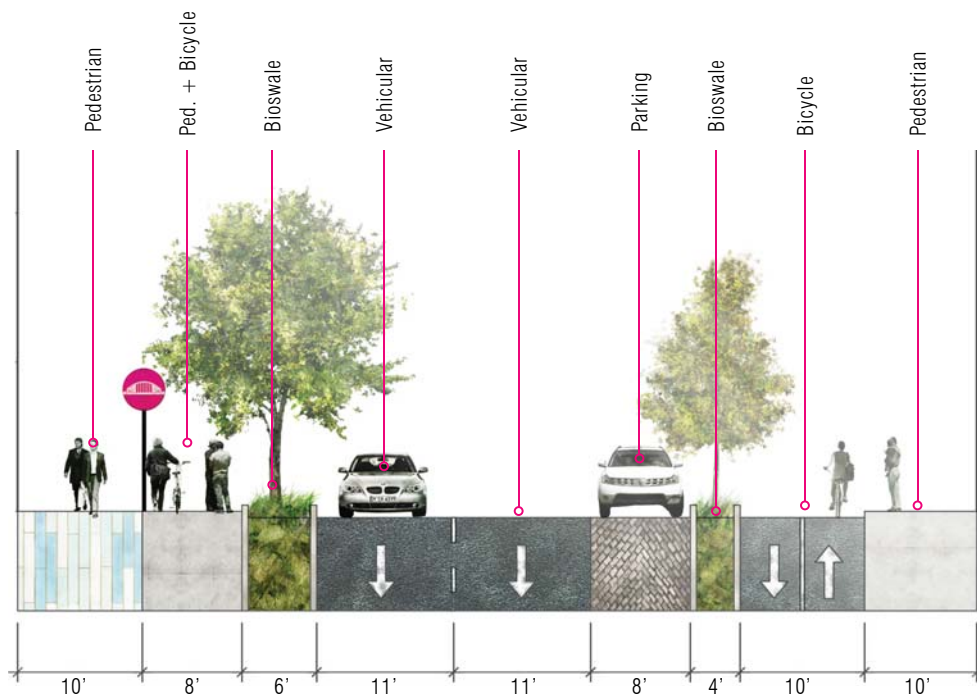 Pedestrian
Ped. + Bicycle
Bioswale
Vehicular
Vehicular
Parking
Bioswale
Bicycle
Pedestrian
10'
8'
6'
11'
11'
8'
4'
10'
10'